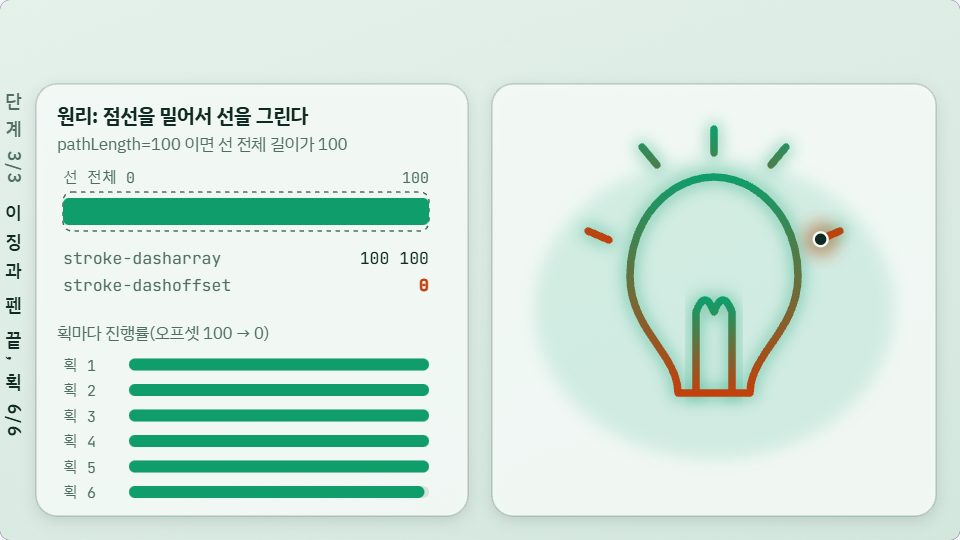 단계 3/3 이징과 펜 끝, 획 6/6
원리: 점선을 밀어서 선을 그린다
pathLength=100 이면 선 전체 길이가 100
선 전체 0 100
stroke-dasharray 100 100
stroke-dashoffset 0
획마다 진행률(오프셋 100 → 0)
획 1
획 2
획 3
획 4
획 5
획 6